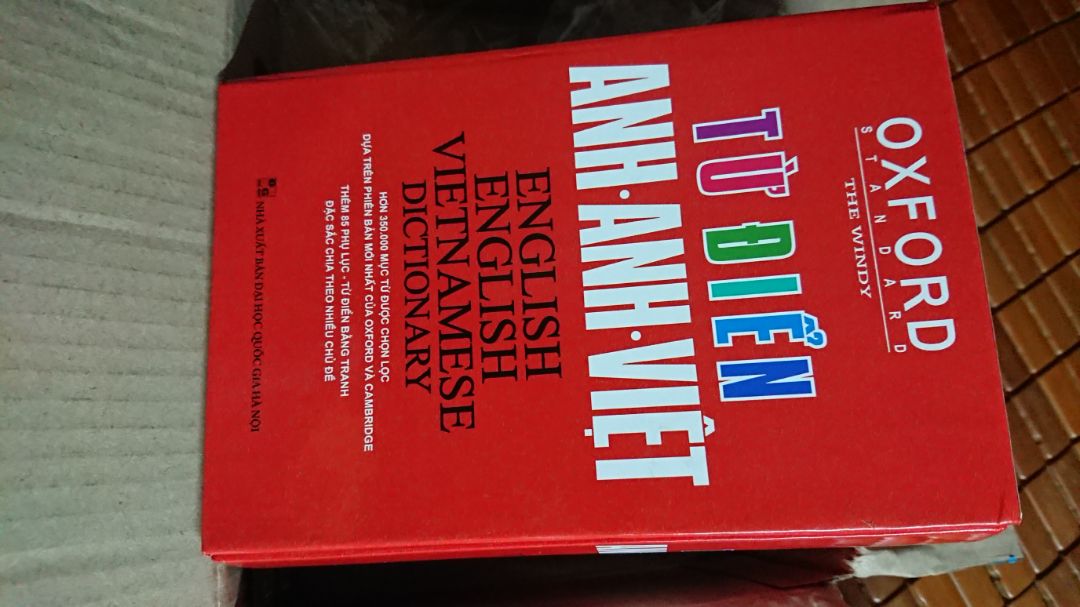 OXFORD
STANDARD
THE WINDY
TỪ ĐIỂN
ANH·ANH·VIỆT
ENGLISH
ENGLISH
VIETNAMESE
DICTIONARY
HƠN 350.000 MỤC TỪ ĐƯỢC CHỌN LỌC
DỰA TRÊN PHIÊN BẢN MỚI NHẤT CỦA OXFORD VÀ CAMBRIDGE
THÊM 85 PHỤ LỤC - TỪ ĐIỂN BẰNG TRANH
ĐẶC SẮC CHIA THEO NHIỀU CHỦ ĐỀ
NHÀ XUẤT BẢN ĐẠI HỌC QUỐC GIA HÀ NỘI